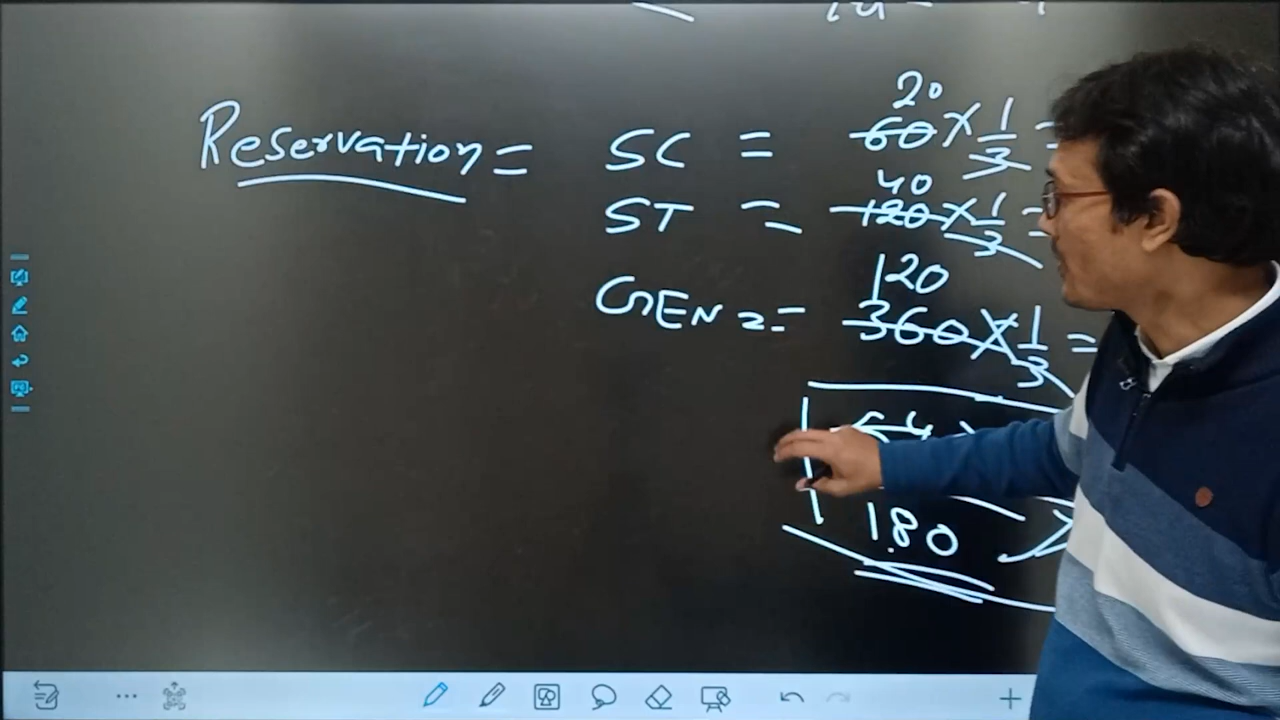 Reservation = SC = 60 × 1/3 =
20
ST = 120 × 1/3 =
40
GEN = 360 × 1/3 =
120
180